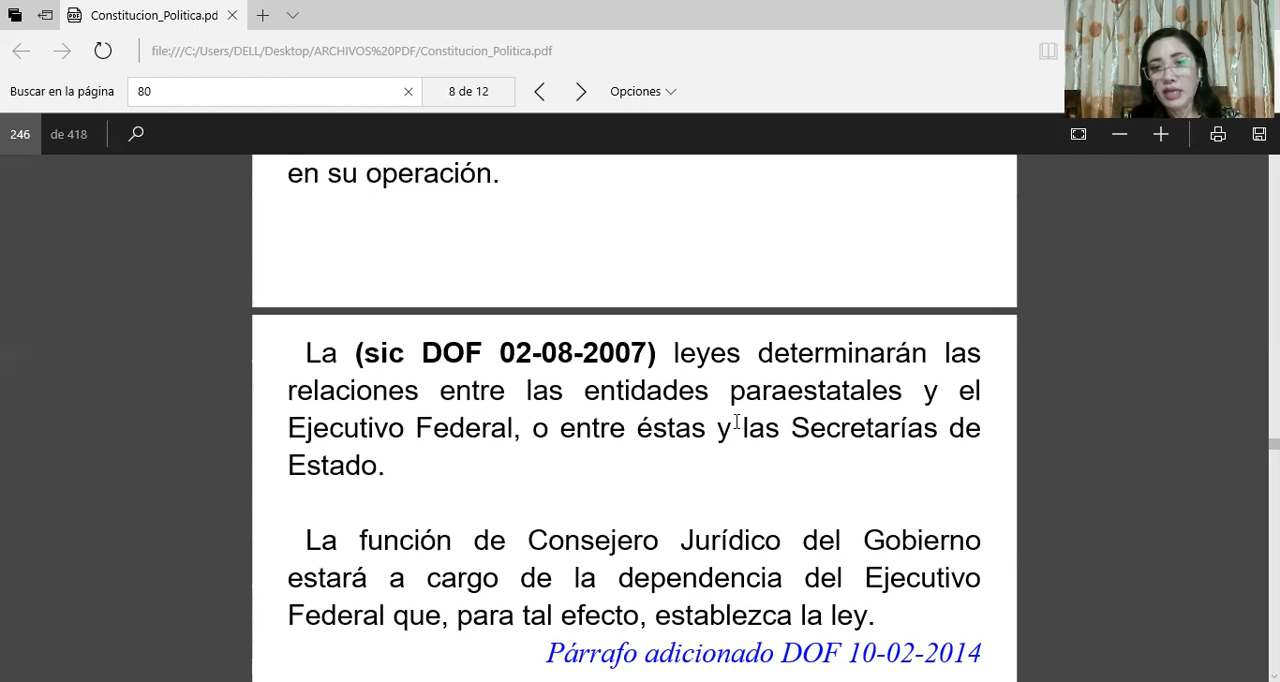 Constitucion_Politica.pd
file:///C:/Users/DELL/Desktop/ARCHIVOS%20PDF/Constitucion_Politica.pdf
Buscar en la página 80 8 de 12 Opciones
246 de 418
en su operación.
La (sic DOF 02-08-2007) leyes determinarán las
relaciones entre las entidades paraestatales y el
Ejecutivo Federal, o entre éstas y las Secretarías de
Estado.
La función de Consejero Jurídico del Gobierno
estará a cargo de la dependencia del Ejecutivo
Federal que, para tal efecto, establezca la ley.
Párrafo adicionado DOF 10-02-2014